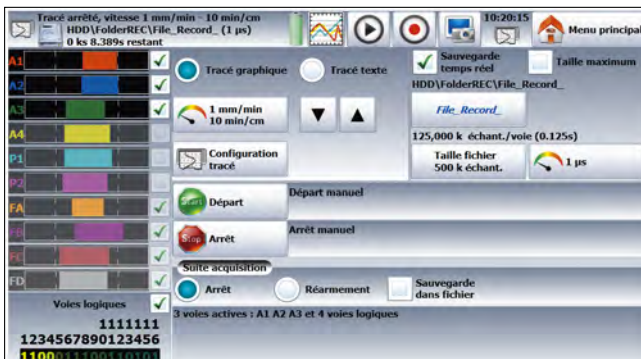 Tracé arrêté, vitesse 1 mm/min - 10 min/cm
HDD\FolderREC\File_Record_ (1 µs)
0 ks 8.389s restant
10:20:15
Menu principal
A1
A2
A3
A4
P1
P2
FA
FB
FC
FD
Voies logiques
1111111
1234567890123456
1100011100110101
Tracé graphique
Tracé texte
1 mm/min
10 min/cm
Configuration
tracé
Sauvegarde
temps réel
Taille maximum
HDD\FolderREC\File_Record_
File_Record_
125,000 k échant./voie (0.125s)
Taille fichier
500 k échant.
1 µs
Start
Départ
Départ manuel
Stop
Arrêt
Arrêt manuel
Suite acquisition
Arrêt
Réarmement
Sauvegarde
dans fichier
3 voies actives : A1 A2 A3 et 4 voies logiques